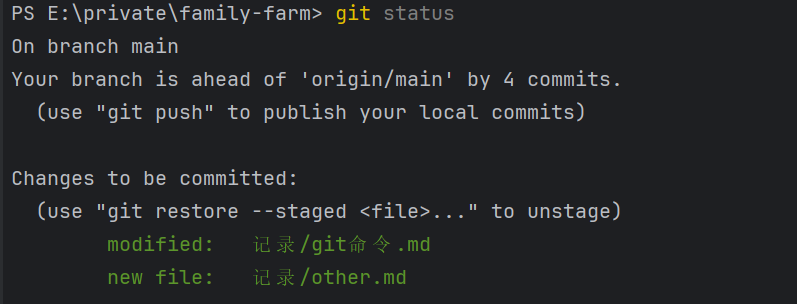 PS E:\private\family-farm> git status
On branch main
Your branch is ahead of 'origin/main' by 4 commits.
  (use "git push" to publish your local commits)

Changes to be committed:
  (use "git restore --staged <file>..." to unstage)
        modified:   记录/git命令.md
        new file:   记录/other.md